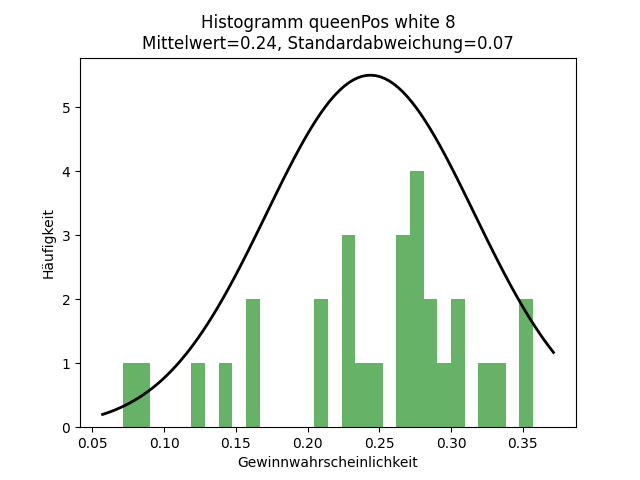 Histogramm queenPos white 8
Mittelwert=0.24, Standardabweichung=0.07
5
4
3
2
1
0
Häufigkeit
0.05 0.10 0.15 0.20 0.25 0.30 0.35
Gewinnwahrscheinlichkeit